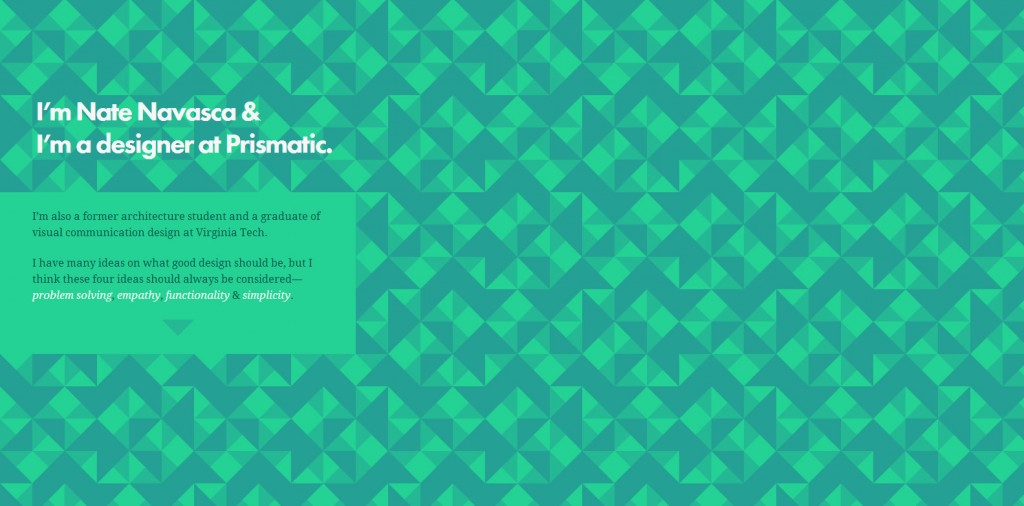 I'm Nate Navasca &
I'm a designer at Prismatic.
I'm also a former architecture student and a graduate of
visual communication design at Virginia Tech.
I have many ideas on what good design should be, but I
think these four ideas should always be considered—
problem solving, empathy, functionality & simplicity.